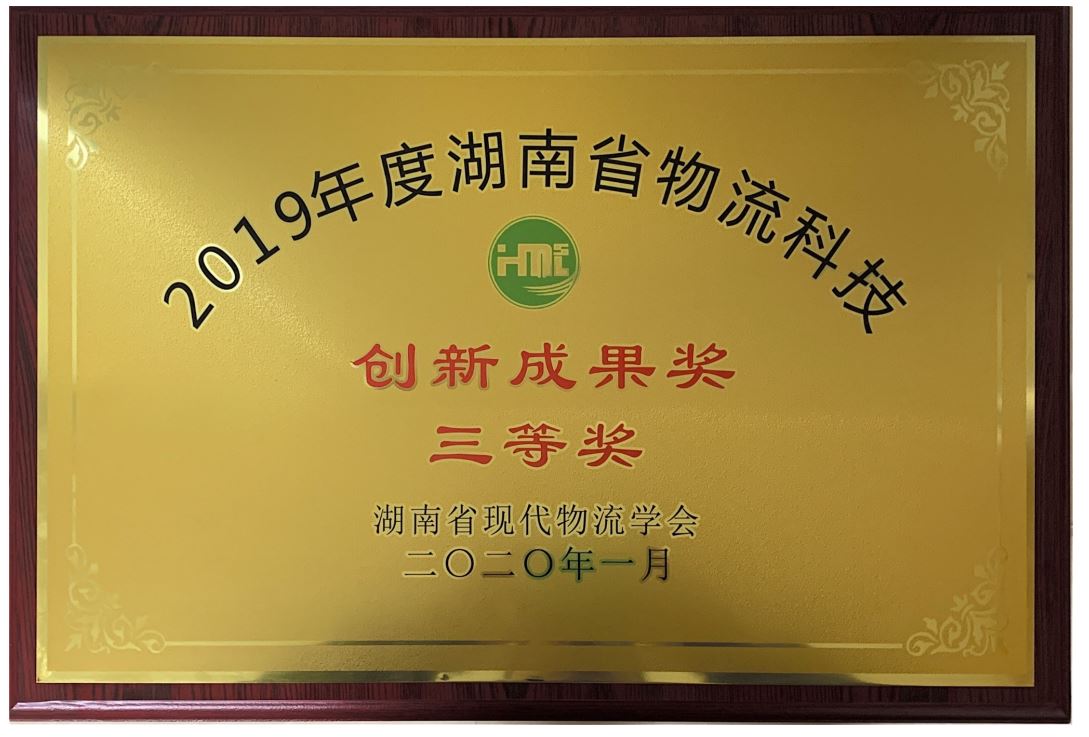 2019年度湖南省物流科技
HMSL
创新成果奖
三等奖
湖南省现代物流学会
二〇二〇年一月